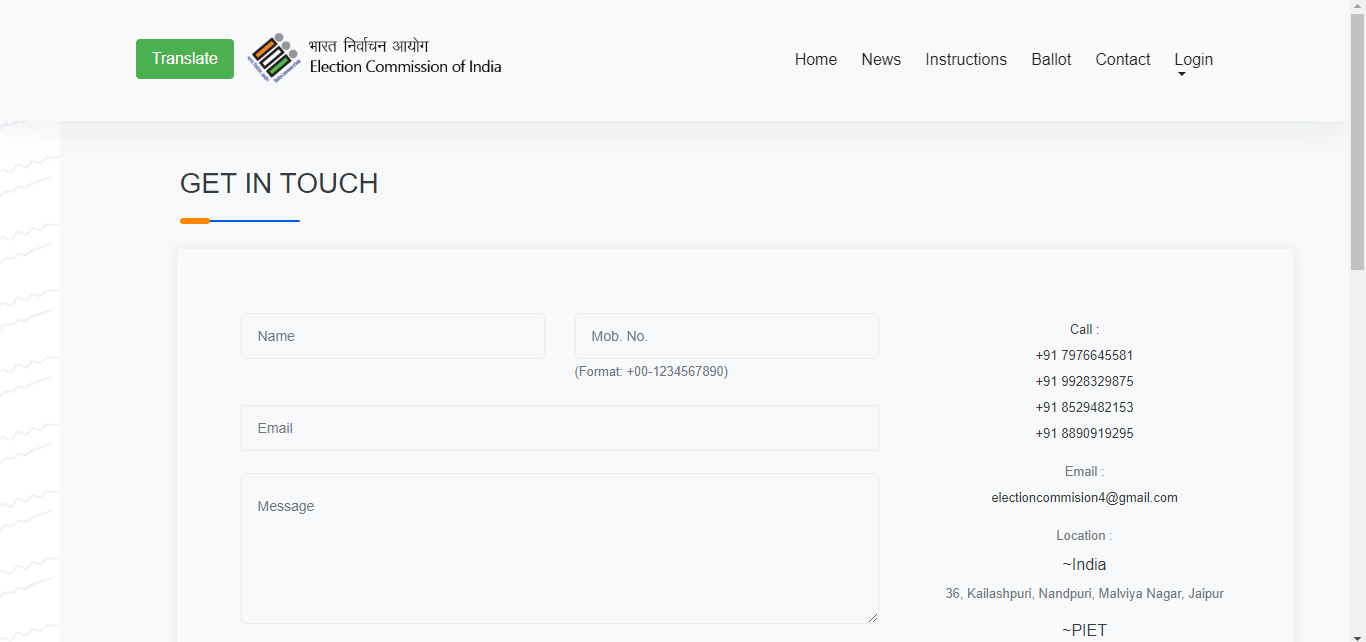 Translate
भारत निर्वाचन आयोग
Election Commission of India
Home News Instructions Ballot Contact Login
GET IN TOUCH
Name
Mob. No.
(Format: +00-1234567890)
Email
Message
Call :
+91 7976645581
+91 9928329875
+91 8529482153
+91 8890919295
Email :
electioncommision4@gmail.com
Location :
~India
36, Kailashpuri, Nandpuri, Malviya Nagar, Jaipur
~PIET